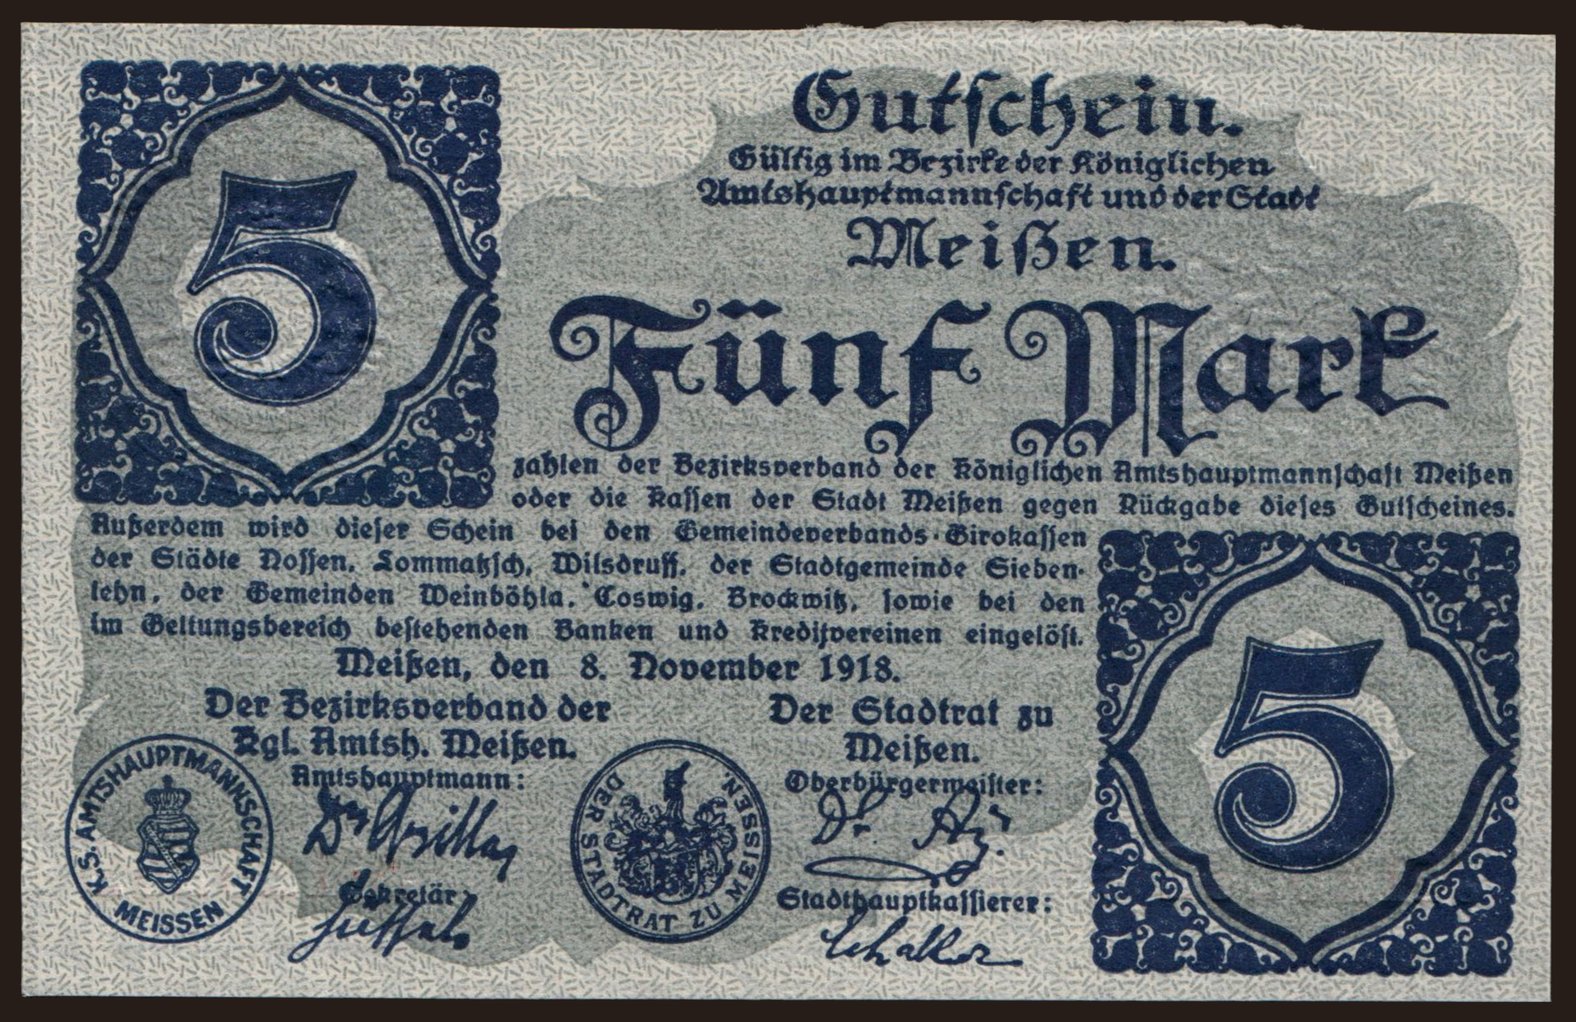 5
Gutschein.
Gültig im Bezirke der Königlichen
Amtshauptmannschaft und der Stadt
Meißen.
Fünf Mark
zahlen der Bezirksverband der Königlichen Amtshauptmannschaft Meißen
oder die Kassen der Stadt Meißen gegen Rückgabe dieses Gutscheines.
Außerdem wird dieser Schein bei den Gemeindeverbands-Girokassen
der Städte Nossen, Lommatzsch, Wilsdruff, der Stadtgemeinde Sieben-
lehn, der Gemeinden Weinböhla, Coswig, Brockwitz, sowie bei den
im Geltungsbereich bestehenden Banken und Kreditvereinen eingelöst.
Meißen, den 8. November 1918.
Der Bezirksverband der
Kgl. Amtsh. Meißen.
Amtshauptmann:
Dr
Sekretär
Der Stadtrat zu
Meißen.
Oberbürgermeister:
Dr. Ay.
Stadthauptkassierer:
Schaller
K. S. AMTSHAUPTMANNSCHAFT
MEISSEN
DER STADTRAT ZU MEISSEN.
5